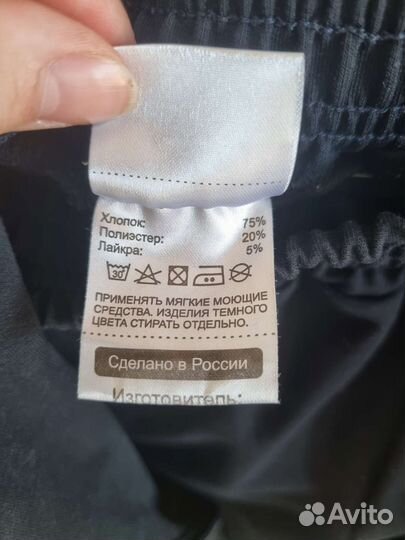 Хлопок: 75%
Полиэстер: 20%
Лайкра: 5%
30
ПРИМЕНЯТЬ МЯГКИЕ МОЮЩИЕ
СРЕДСТВА. ИЗДЕЛИЯ ТЕМНОГО
ЦВЕТА СТИРАТЬ ОТДЕЛЬНО.
Сделано в России
Изготовитель:
Avito